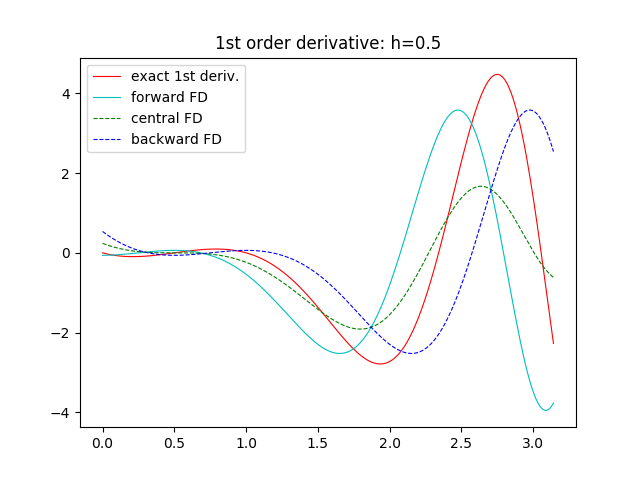 1st order derivative: h=0.5
exact 1st deriv.
forward FD
central FD
backward FD
4
2
0
−2
−4
0.0 0.5 1.0 1.5 2.0 2.5 3.0